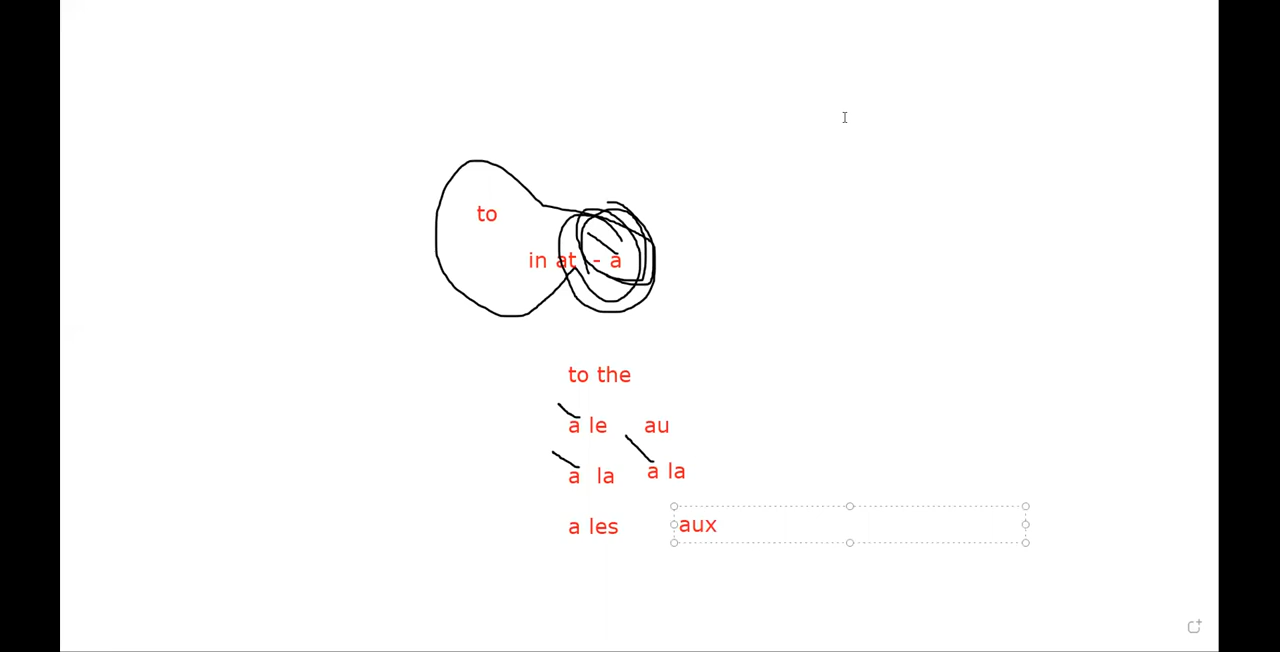 to
in at - à
to the
à le au
à la à la
a les aux